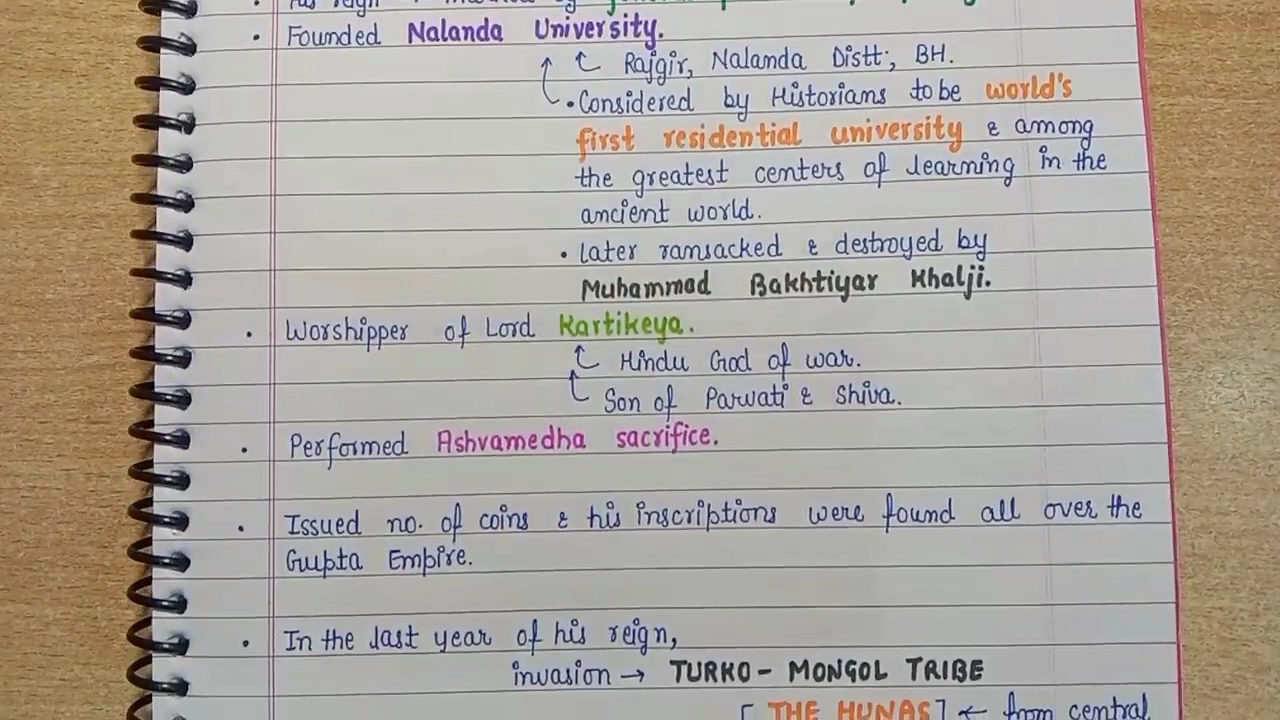 • His reign
• Founded Nalanda University.
↑ Rajgir, Nalanda Distt; BH.
• Considered by Historians to be world's
first residential university & among
the greatest centers of learning in the
ancient world.
• later ransacked & destroyed by
Muhammad Bakhtiyar Khalji.
• Worshipper of Lord Kartikeya.
↑ Hindu God of war.
↑ Son of Parvati & Shiva.
• Performed Ashvamedha sacrifice.
• Issued no. of coins & his inscriptions were found all over the
Gupta Empire.
• In the last year of his reign,
invasion → TURKO - MONGOL TRIBE
[THE HUNAS] ← from central